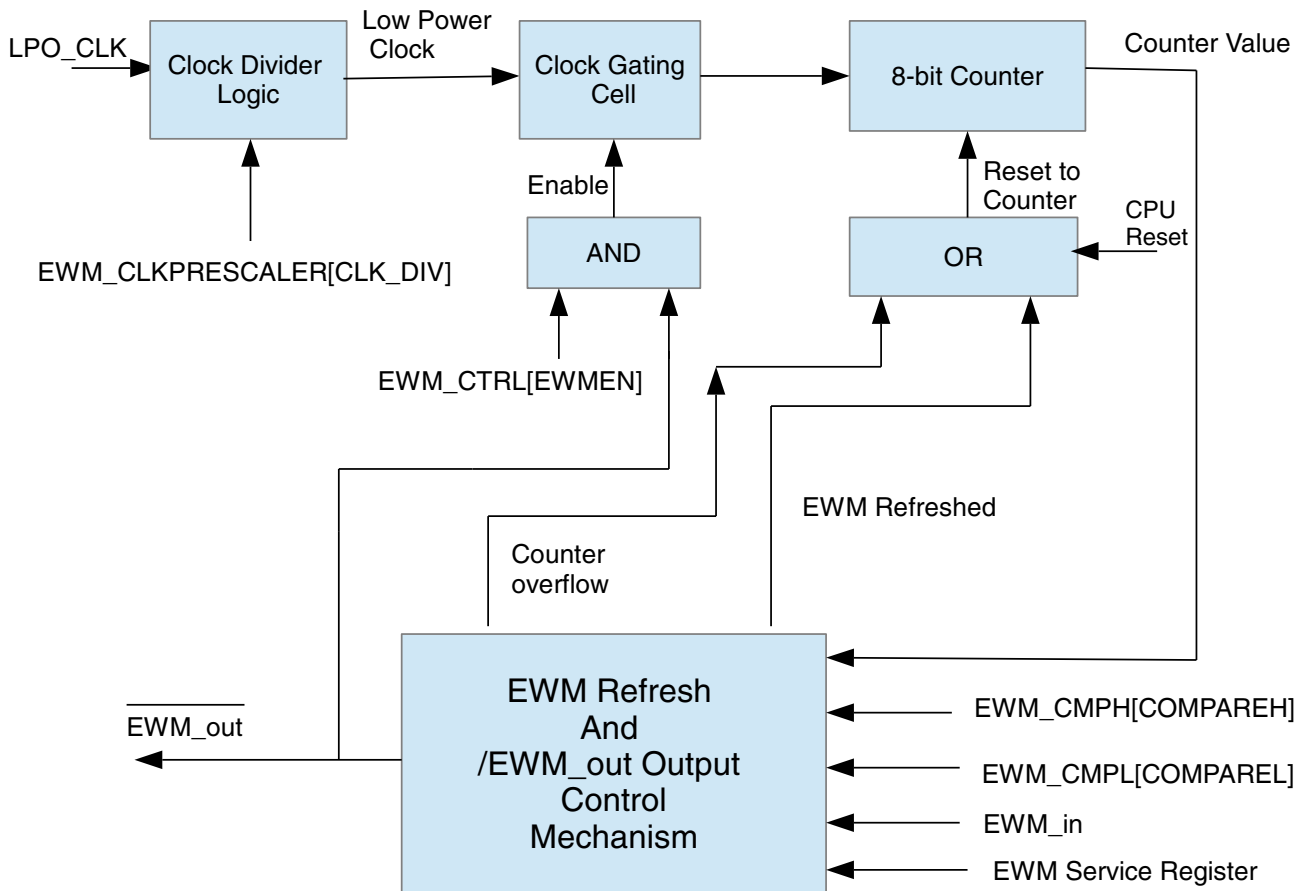 LPO_CLK
Clock Divider
Logic
Low Power
Clock
Clock Gating
Cell
8-bit Counter
Counter Value
Enable
Reset to
Counter
CPU
Reset
AND
OR
EWM_CLKPRESCALER[CLK_DIV]
EWM_CTRL[EWMEN]
EWM Refreshed
Counter
overflow
EWM_out
EWM Refresh
And
/EWM_out Output
Control
Mechanism
EWM_CMPH[COMPAREH]
EWM_CMPL[COMPAREL]
EWM_in
EWM Service Register